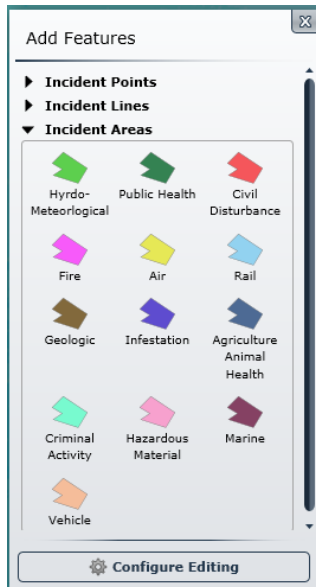 Add Features
Incident Points
Incident Lines
Incident Areas
Hyrdo-
Meteorlogical
Public Health
Civil
Disturbance
Fire
Air
Rail
Geologic
Infestation
Agriculture
Animal
Health
Criminal
Activity
Hazardous
Material
Marine
Vehicle
Configure Editing